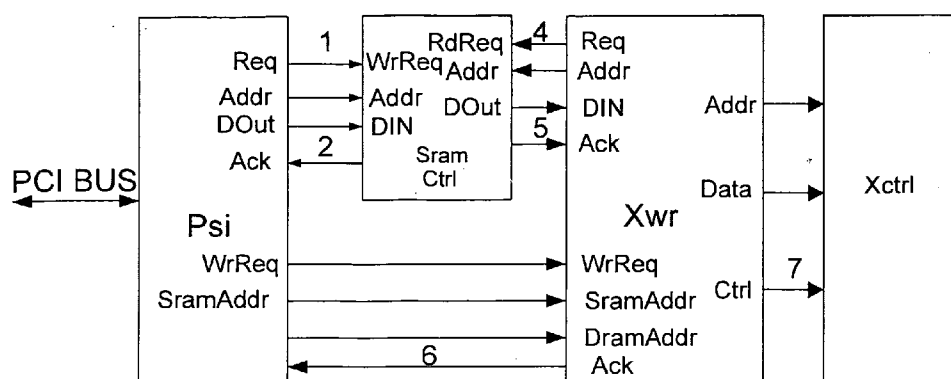 PCI BUS
Psi
Req
Addr
DOut
Ack
WrReq
SramAddr
1
2
WrReq
Addr
DIN
RdReq
Addr
DOut
Sram
Ctrl
4
5
6
Req
Addr
DIN
Ack
Xwr
WrReq
SramAddr
DramAddr
Ack
Addr
Data
Ctrl
7
Xctrl